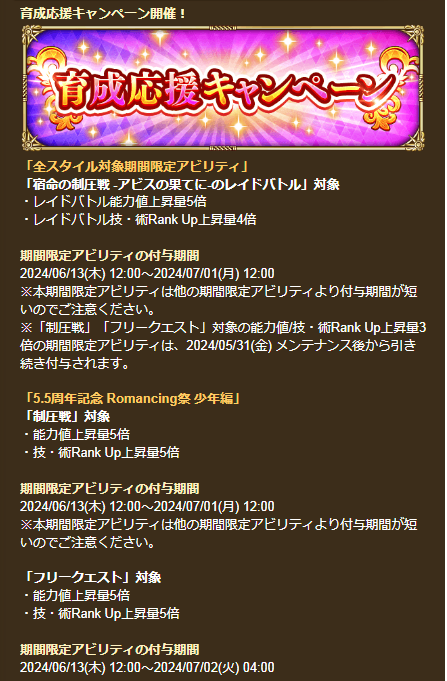 育成応援キャンペーン開催！
育成応援キャンペーン
「全スタイル対象期間限定アビリティ」
「宿命の制圧戦 -アビスの果てに-のレイドバトル」対象
・レイドバトル能力値上昇量5倍
・レイドバトル技・術Rank Up上昇量4倍
期間限定アビリティの付与期間
2024/06/13(木) 12:00～2024/07/01(月) 12:00
※本期間限定アビリティは他の期間限定アビリティより付与期間が短
いのでご注意ください。
※「制圧戦」「フリークエスト」対象の能力値/技・術Rank Up上昇量3
倍の期間限定アビリティは、2024/05/31(金) メンテナンス後から引き
続き付与されます。
「5.5周年記念 Romancing祭 少年編」
「制圧戦」対象
・能力値上昇量5倍
・技・術Rank Up上昇量5倍
期間限定アビリティの付与期間
2024/06/13(木) 12:00～2024/07/01(月) 12:00
※本期間限定アビリティは他の期間限定アビリティより付与期間が短
いのでご注意ください。
「フリークエスト」対象
・能力値上昇量5倍
・技・術Rank Up上昇量5倍
期間限定アビリティの付与期間
2024/06/13(木) 12:00～2024/07/02(火) 04:00